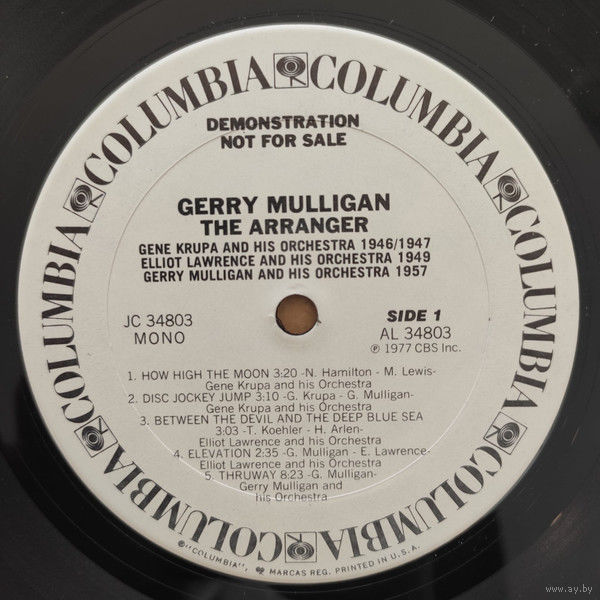 COLUMBIA COLUMBIA COLUMBIA COLUMBIA COLUMBIA COLUMBIA COLUMBIA COLUMBIA
DEMONSTRATION
NOT FOR SALE
GERRY MULLIGAN
THE ARRANGER
GENE KRUPA AND HIS ORCHESTRA 1946/1947
ELLIOT LAWRENCE AND HIS ORCHESTRA 1949
GERRY MULLIGAN AND HIS ORCHESTRA 1957
JC 34803
MONO
SIDE 1
AL 34803
℗ 1977 CBS Inc.
1. HOW HIGH THE MOON 3:20 -N. Hamilton - M. Lewis-
Gene Krupa and his Orchestra
2. DISC JOCKEY JUMP 3:10 -G. Krupa - G. Mulligan-
Gene Krupa and his Orchestra
3. BETWEEN THE DEVIL AND THE DEEP BLUE SEA
3:03 -T. Koehler - H. Arlen-
Elliot Lawrence and his Orchestra
4. ELEVATION 2:35 -G. Mulligan - E. Lawrence-
Elliot Lawrence and his Orchestra
5. THRUWAY 8:23 -G. Mulligan-
Gerry Mulligan and
his Orchestra
®"COLUMBIA", MARCAS REG. PRINTED IN U.S.A.
www.ay.by